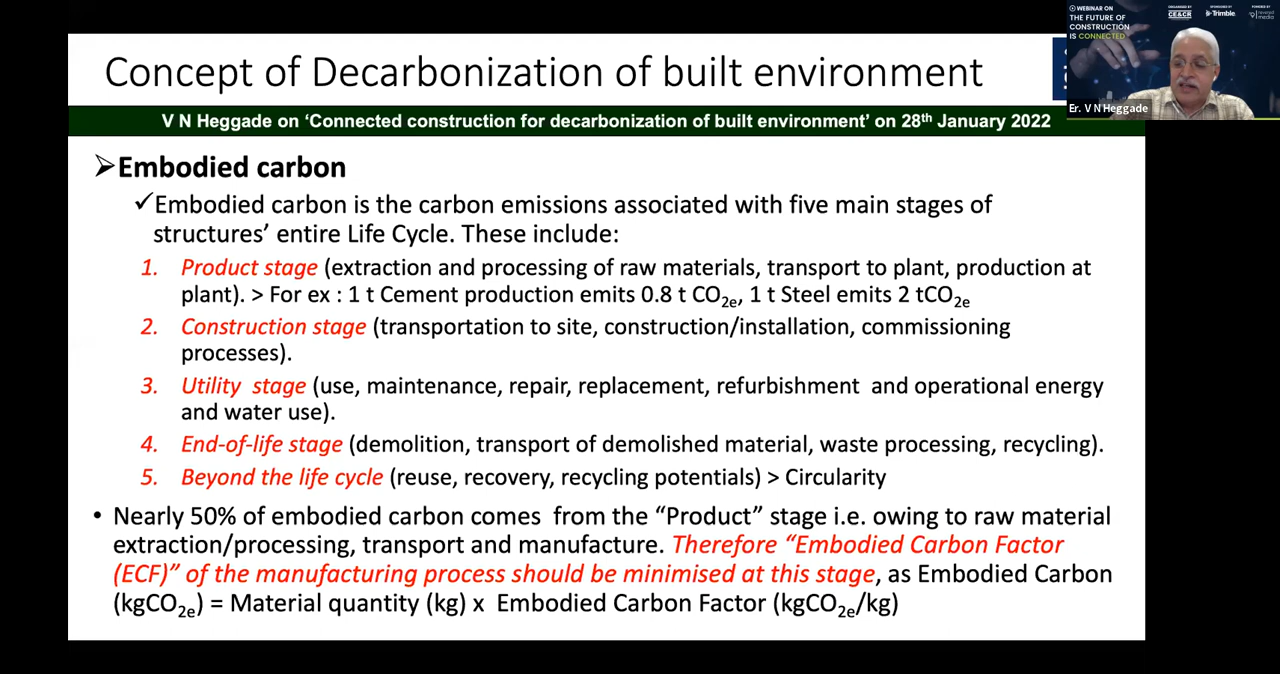 Concept of Decarbonization of built environment
V N Heggade on ‘Connected construction for decarbonization of built environment’ on 28th January 2022
WEBINAR ON
THE FUTURE OF
CONSTRUCTION
IS CONNECTED
CE&CR
Trimble
Er. V N Heggade
➢Embodied carbon
✓Embodied carbon is the carbon emissions associated with five main stages of
structures’ entire Life Cycle. These include:
1. Product stage (extraction and processing of raw materials, transport to plant, production at
plant). > For ex : 1 t Cement production emits 0.8 t CO2e, 1 t Steel emits 2 tCO2e
2. Construction stage (transportation to site, construction/installation, commissioning
processes).
3. Utility stage (use, maintenance, repair, replacement, refurbishment and operational energy
and water use).
4. End-of-life stage (demolition, transport of demolished material, waste processing, recycling).
5. Beyond the life cycle (reuse, recovery, recycling potentials) > Circularity
• Nearly 50% of embodied carbon comes from the “Product” stage i.e. owing to raw material
extraction/processing, transport and manufacture. Therefore “Embodied Carbon Factor
(ECF)” of the manufacturing process should be minimised at this stage, as Embodied Carbon
(kgCO2e) = Material quantity (kg) x Embodied Carbon Factor (kgCO2e/kg)